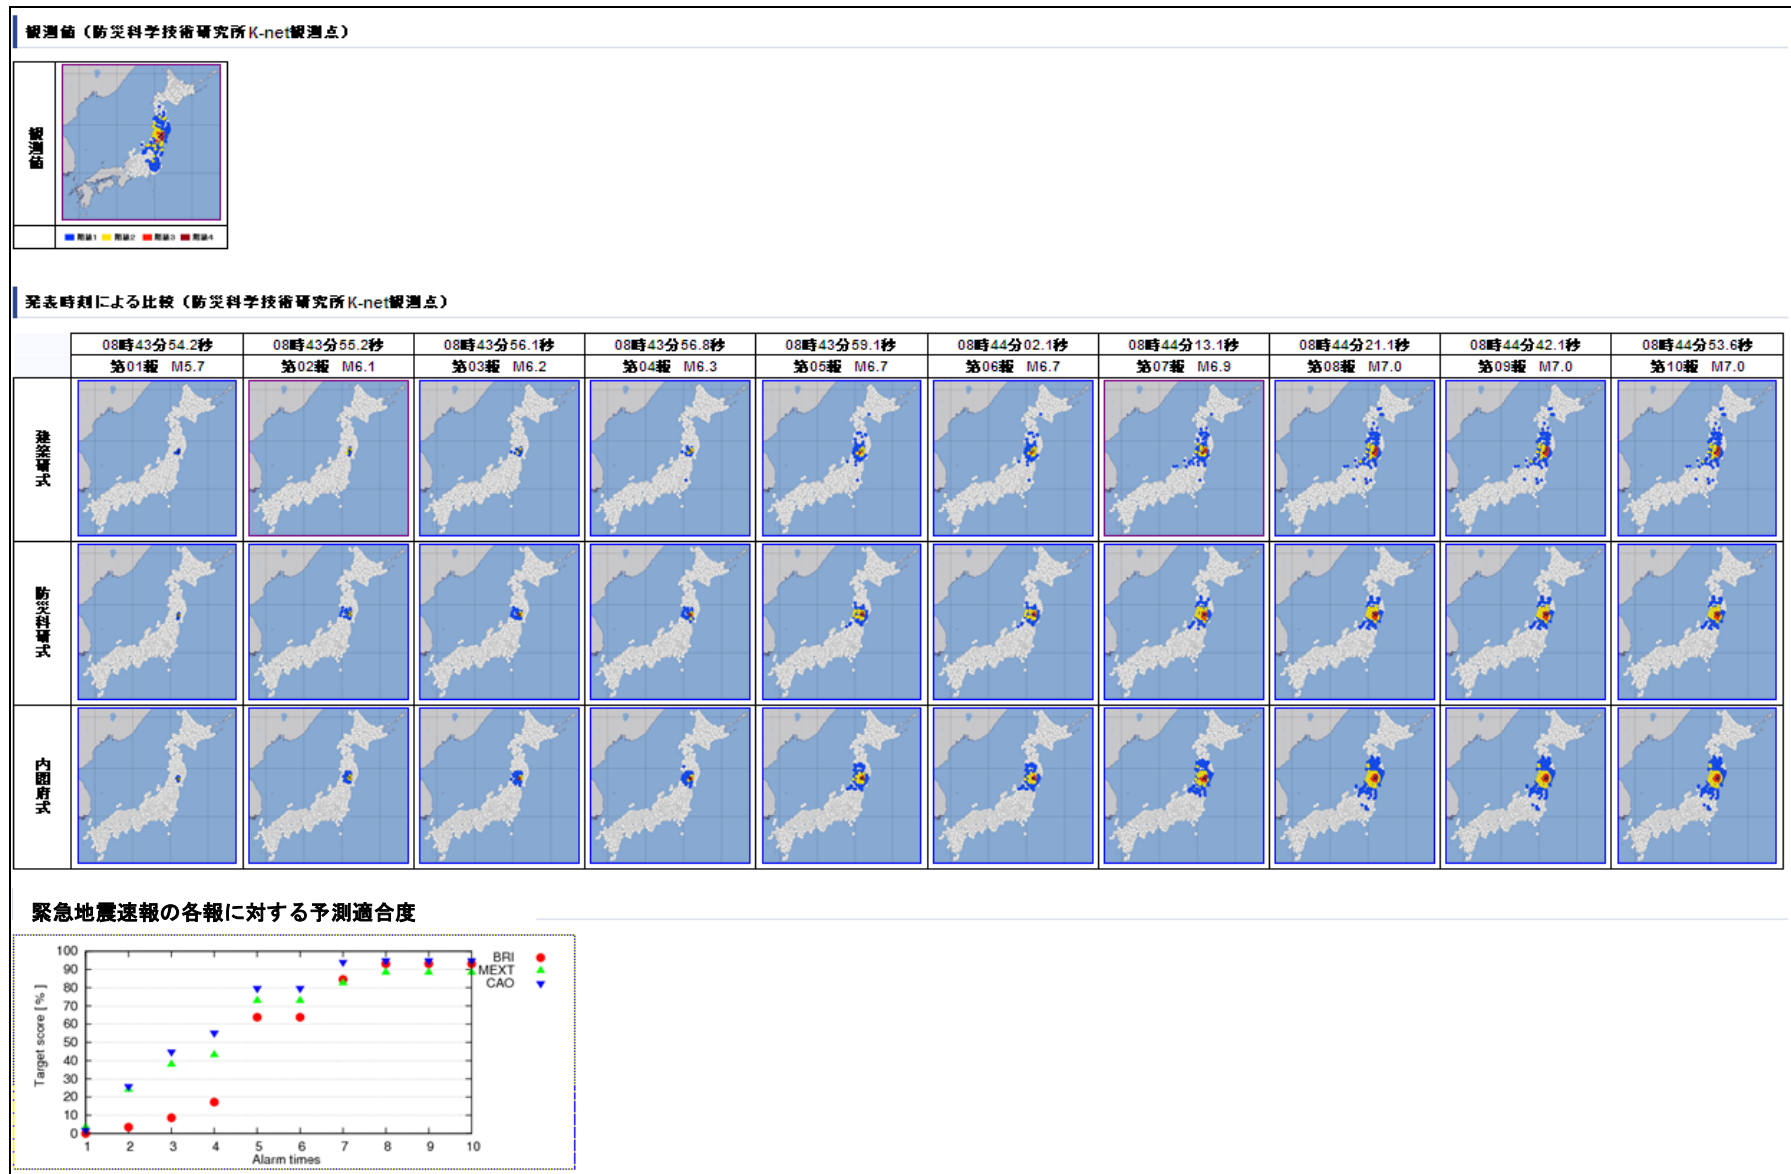 観測値（防災科学技術研究所K-net観測点）
観測値
階級1 階級2 階級3 階級4
発表時刻による比較（防災科学技術研究所K-net観測点）
08時43分54.2秒 08時43分55.2秒 08時43分56.1秒 08時43分56.8秒 08時43分59.1秒 08時44分02.1秒 08時44分13.1秒 08時44分21.1秒 08時44分42.1秒 08時44分53.6秒
第01報 M5.7 第02報 M6.1 第03報 M6.2 第04報 M6.3 第05報 M6.7 第06報 M6.7 第07報 M6.9 第08報 M7.0 第09報 M7.0 第10報 M7.0
建築研式
防災科研式
内閣府式
緊急地震速報の各報に対する予測適合度
100
90
80
70
60
50
40
30
20
10
0
Target score [%]
1 2 3 4 5 6 7 8 9 10
Alarm times
BRI
MEXT
CAO